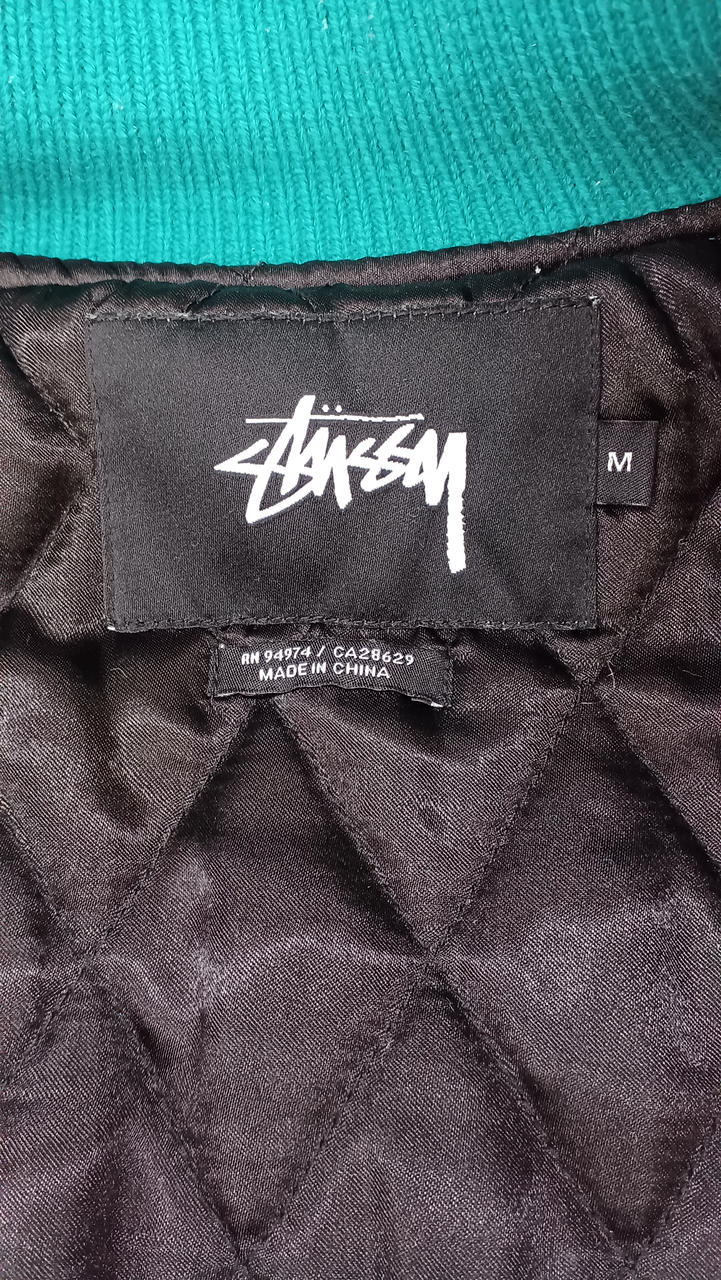 Stüssy
M
RN 94974 / CA28629
MADE IN CHINA